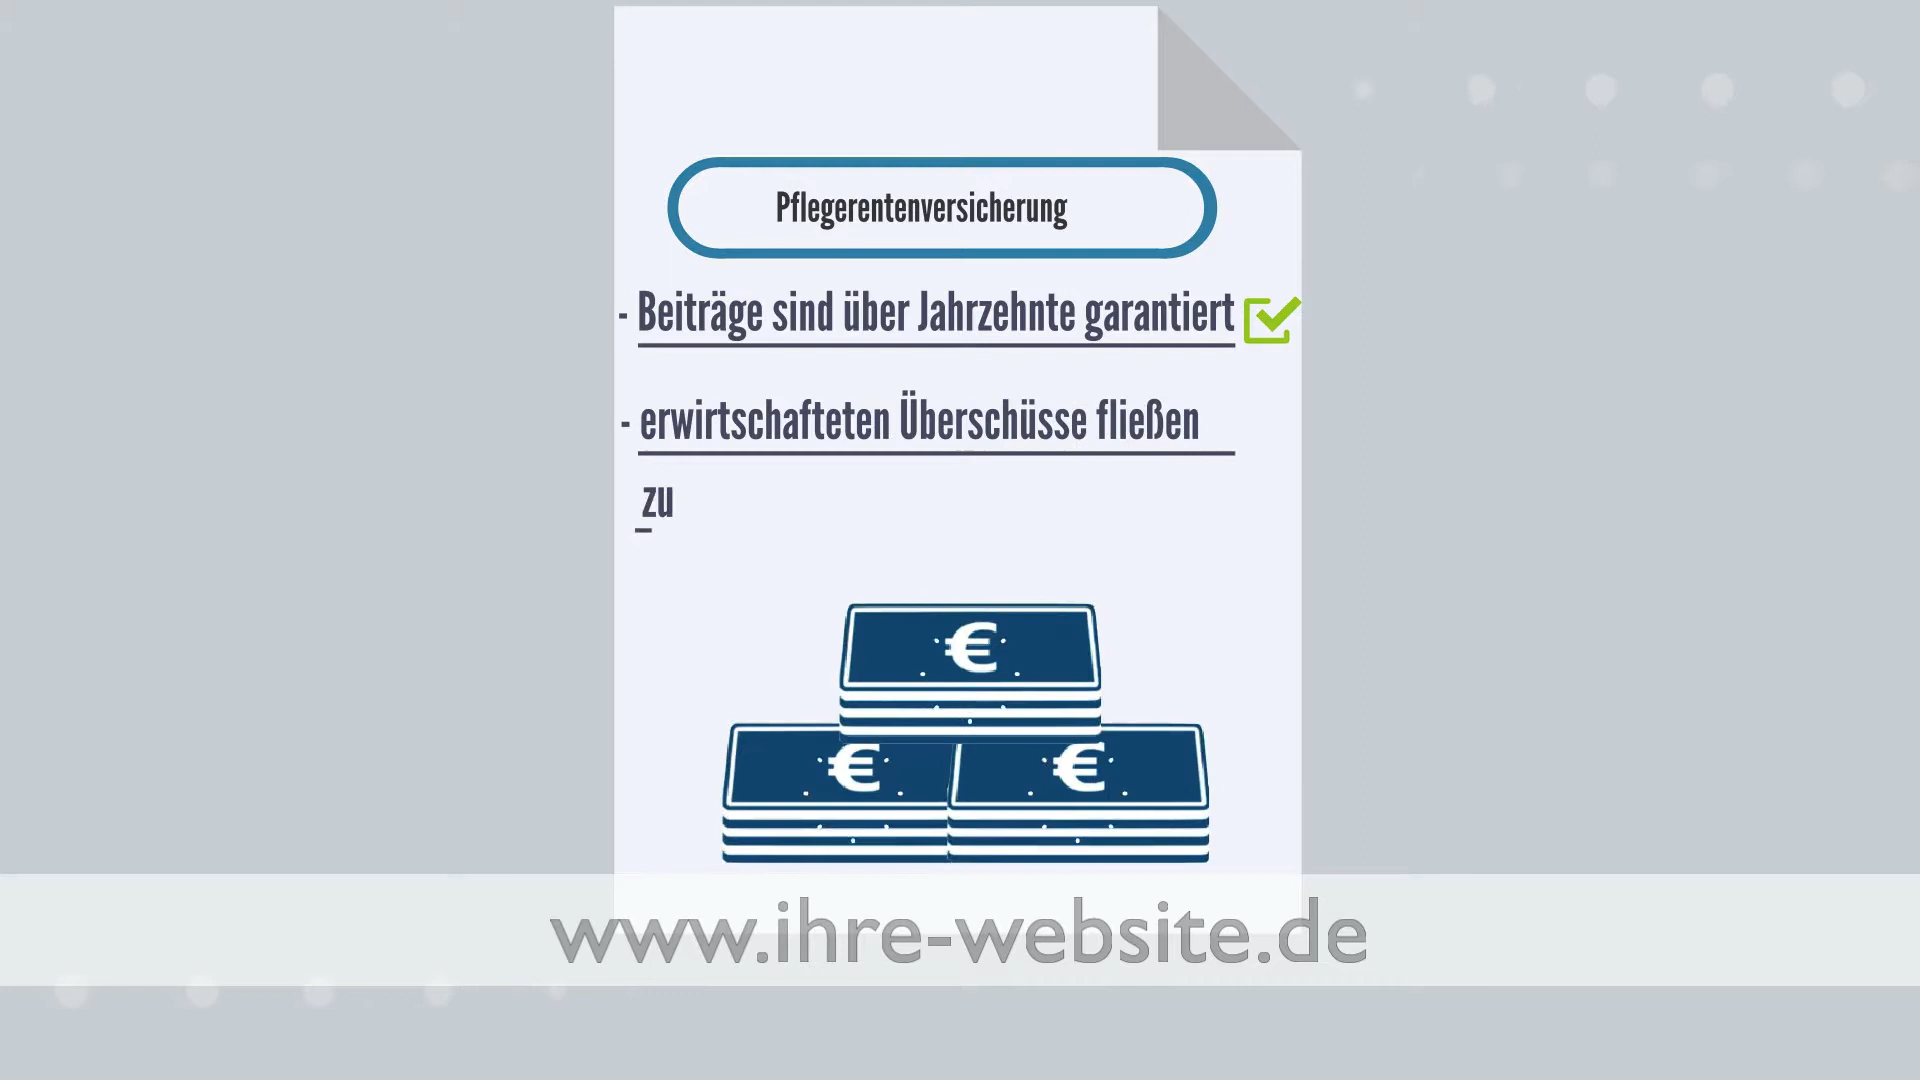 Pflegerentenversicherung
- Beiträge sind über Jahrzehnte garantiert
- erwirtschafteten Überschüsse fließen
zu
€
€ €
www.ihre-website.de